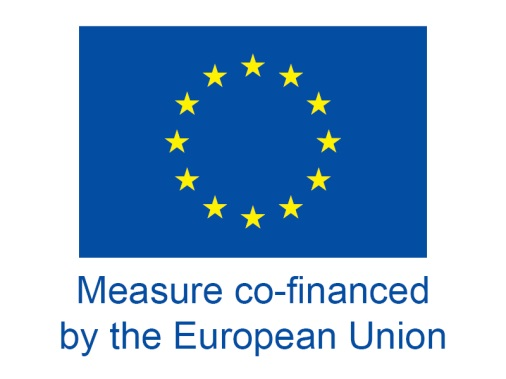 Measure co-financed
by the European Union